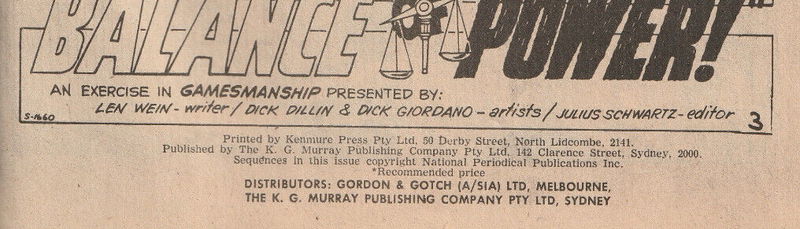 BALANCE OF POWER!"
AN EXERCISE IN GAMESMANSHIP PRESENTED BY:
LEN WEIN - writer / DICK DILLIN & DICK GIORDANO - artists / JULIUS SCHWARTZ - editor
S-1660
3
Printed by Kenmure Press Pty Ltd, 50 Derby Street, North Lidcombe, 2141.
Published by The K. G. Murray Publishing Company Pty Ltd, 142 Clarence Street, Sydney, 2000.
Sequences in this issue copyright National Periodical Publications Inc.
*Recommended price
DISTRIBUTORS: GORDON & GOTCH (A/SIA) LTD, MELBOURNE,
THE K. G. MURRAY PUBLISHING COMPANY PTY LTD, SYDNEY